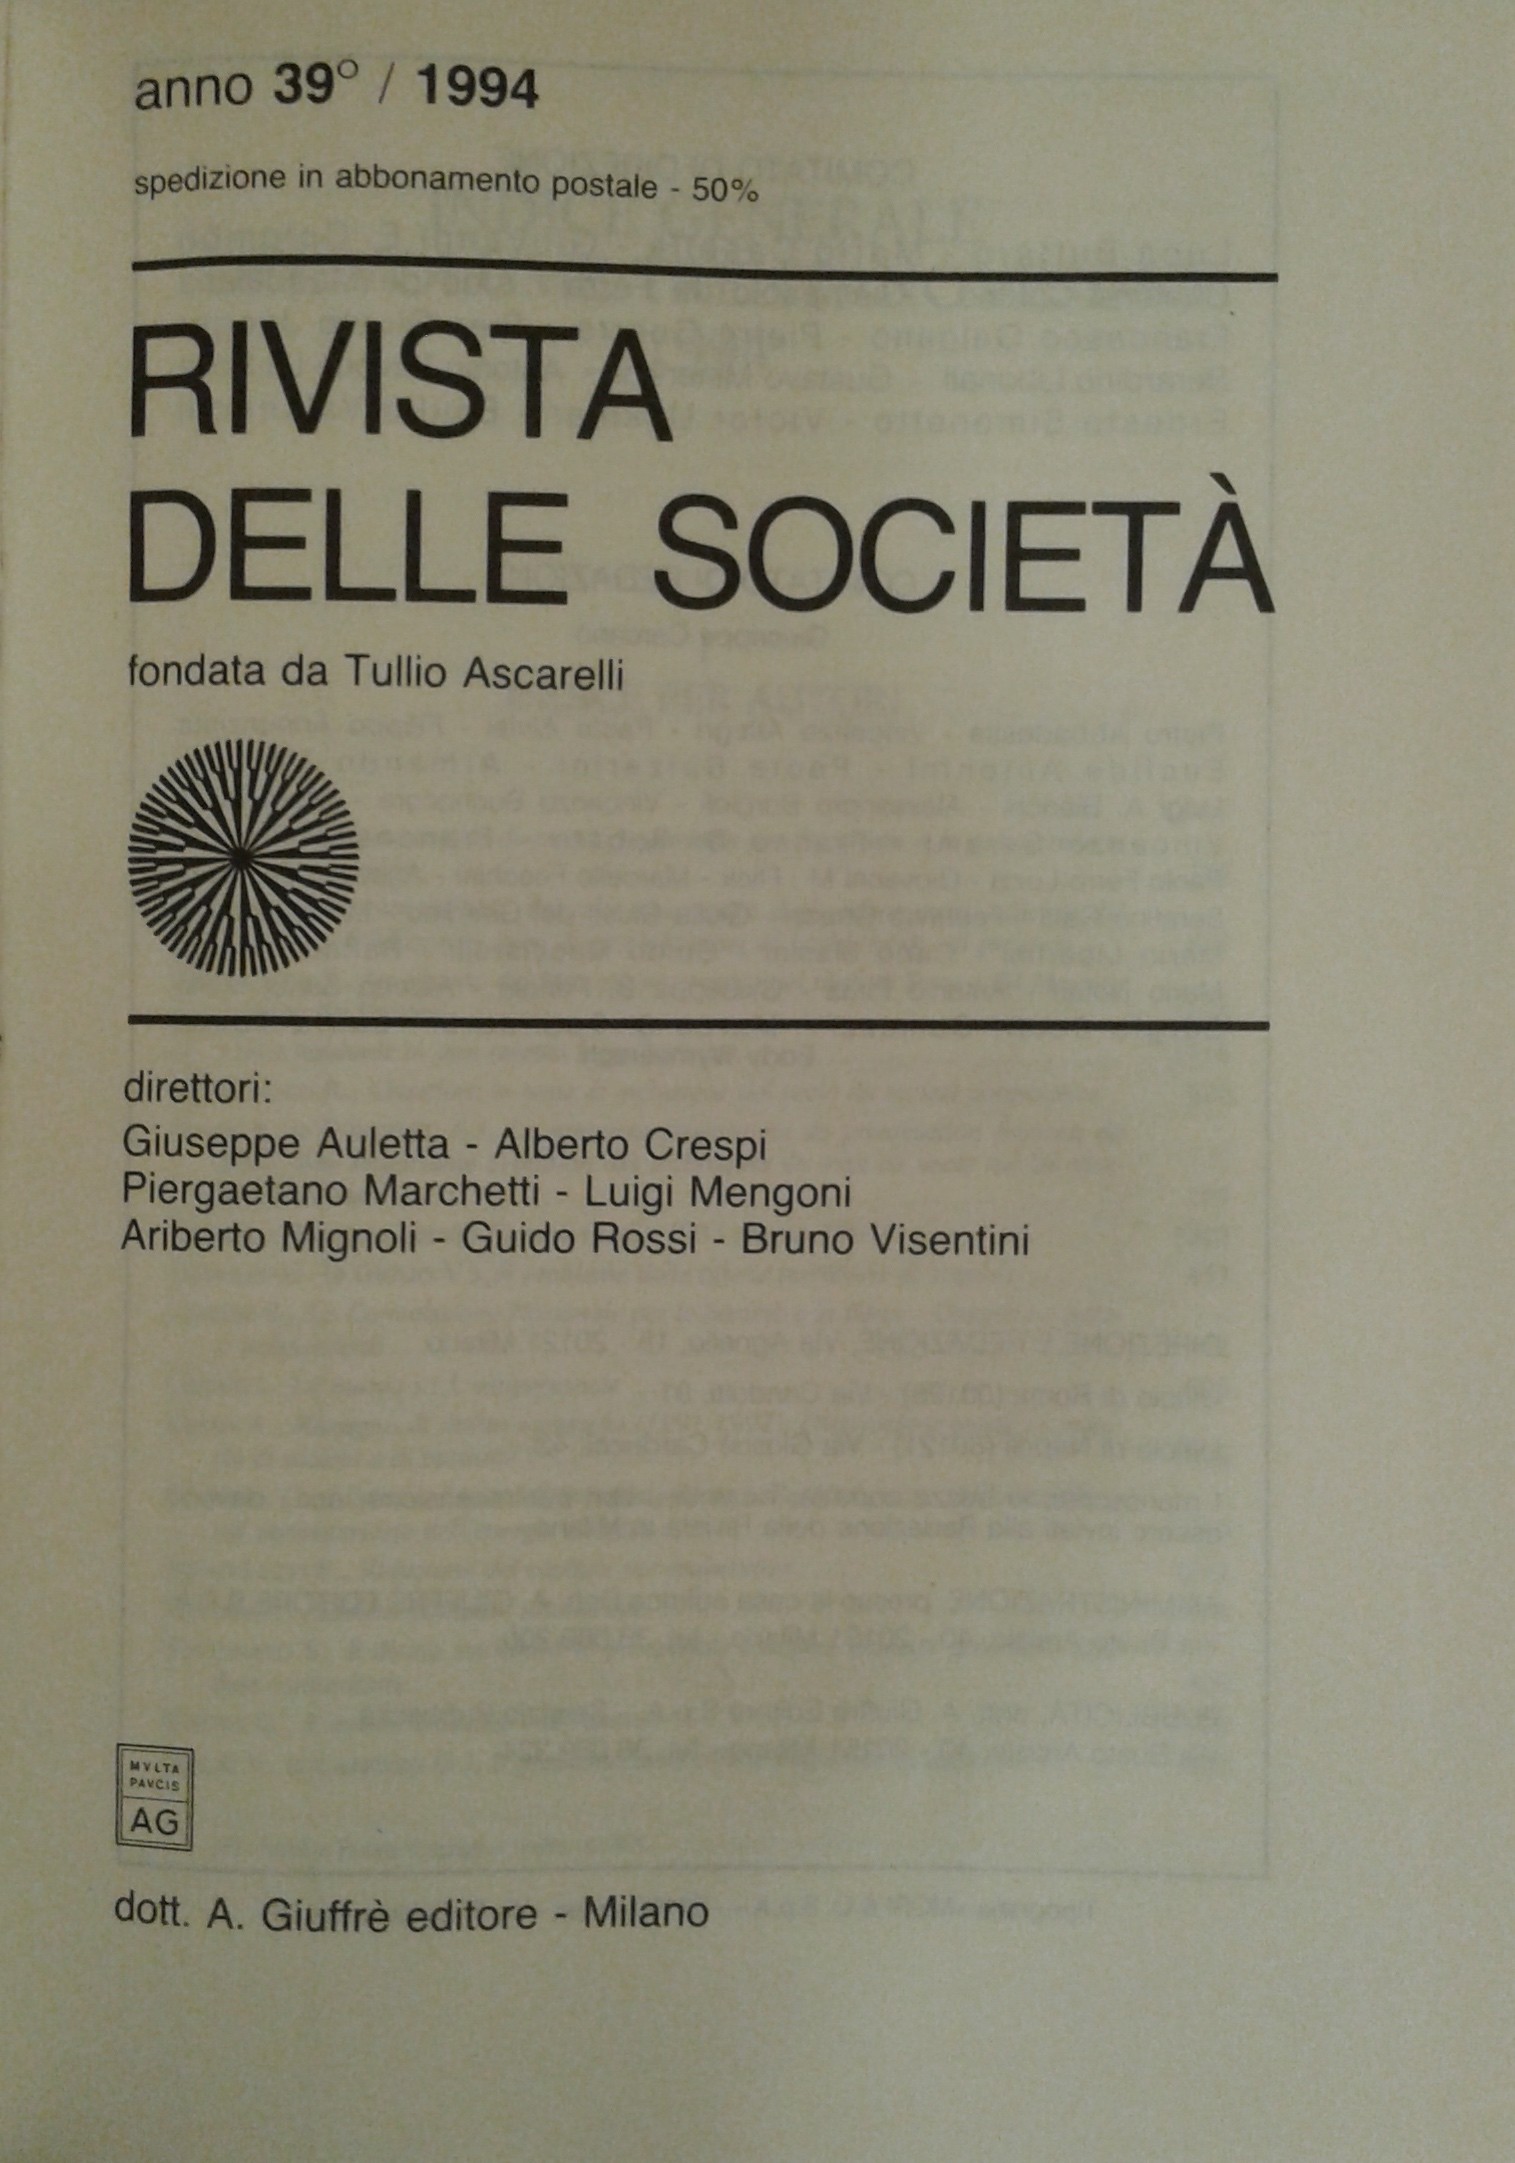 anno 39° / 1994
spedizione in abbonamento postale - 50%
RIVISTA
DELLE SOCIETÀ
fondata da Tullio Ascarelli
direttori:
Giuseppe Auletta - Alberto Crespi
Piergaetano Marchetti - Luigi Mengoni
Ariberto Mignoli - Guido Rossi - Bruno Visentini
MVLTA
PAVCIS
AG
dott. A. Giuffrè editore - Milano